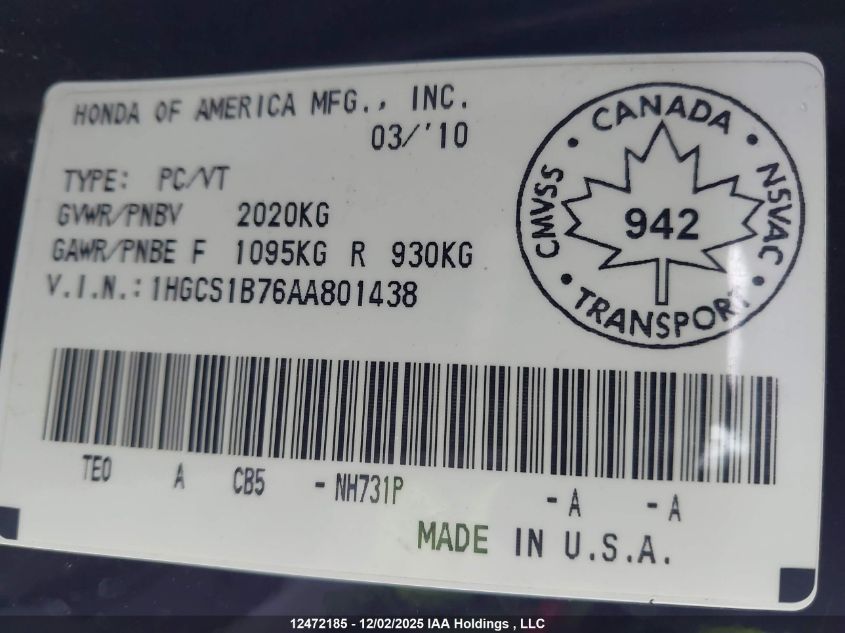 HONDA OF AMERICA MFG., INC.
03/'10
TYPE: PC/VT
GVWR/PNBV 2020KG
GAWR/PNBE F 1095KG R 930KG
V.I.N.: 1HGCS1B76AA801438
CANADA
CMVSS
942
NSVAC
TRANSPORT
TE0 A CB5 - NH731P - A - A
MADE IN U.S.A.
12472185 - 12/02/2025 IAA Holdings , LLC